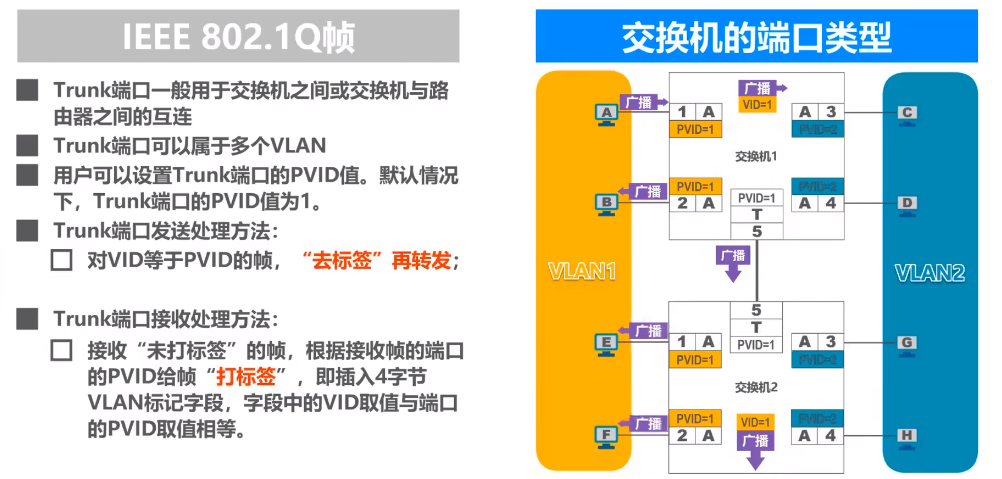 IEEE 802.1Q帧
Trunk端口一般用于交换机之间或交换机与路
由器之间的互连
Trunk端口可以属于多个VLAN
用户可以设置Trunk端口的PVID值。默认情况
下，Trunk端口的PVID值为1。
Trunk端口发送处理方法：
对VID等于PVID的帧，“去标签”再转发；
Trunk端口接收处理方法：
接收“未打标签”的帧，根据接收帧的端口
的PVID给帧“打标签”，即插入4字节
VLAN标记字段，字段中的VID取值与端口
的PVID取值相等。
交换机的端口类型
VLAN1
VLAN2
A
广播
1 A
PVID=1
广播
VID=1
A 3
PVID=2
C
交换机1
B
广播
PVID=1
2 A
PVID=1
T
5
PVID=2
A 4
D
广播
5
T
PVID=1
E
广播
1 A
PVID=1
A 3
PVID=2
G
交换机2
F
广播
PVID=1
2 A
VID=1
广播
PVID=2
A 4
H